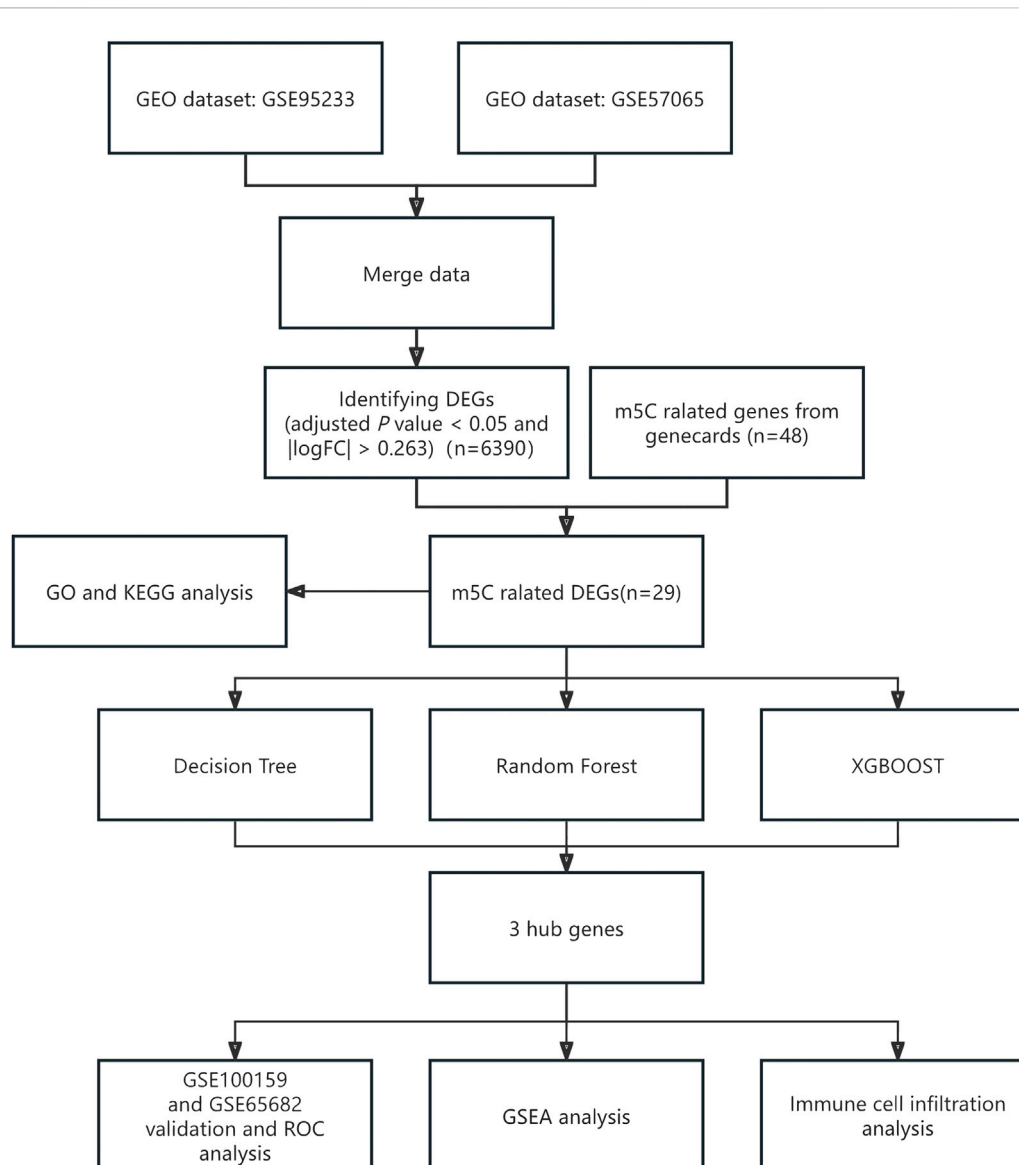 GEO dataset: GSE95233
GEO dataset: GSE57065
Merge data
Identifying DEGs
(adjusted P value < 0.05 and
|logFC| > 0.263) (n=6390)
m5C ralated genes from
genecards (n=48)
GO and KEGG analysis
m5C ralated DEGs(n=29)
Decision Tree
Random Forest
XGBOOST
3 hub genes
GSE100159
and GSE65682
validation and ROC
analysis
GSEA analysis
Immune cell infiltration
analysis